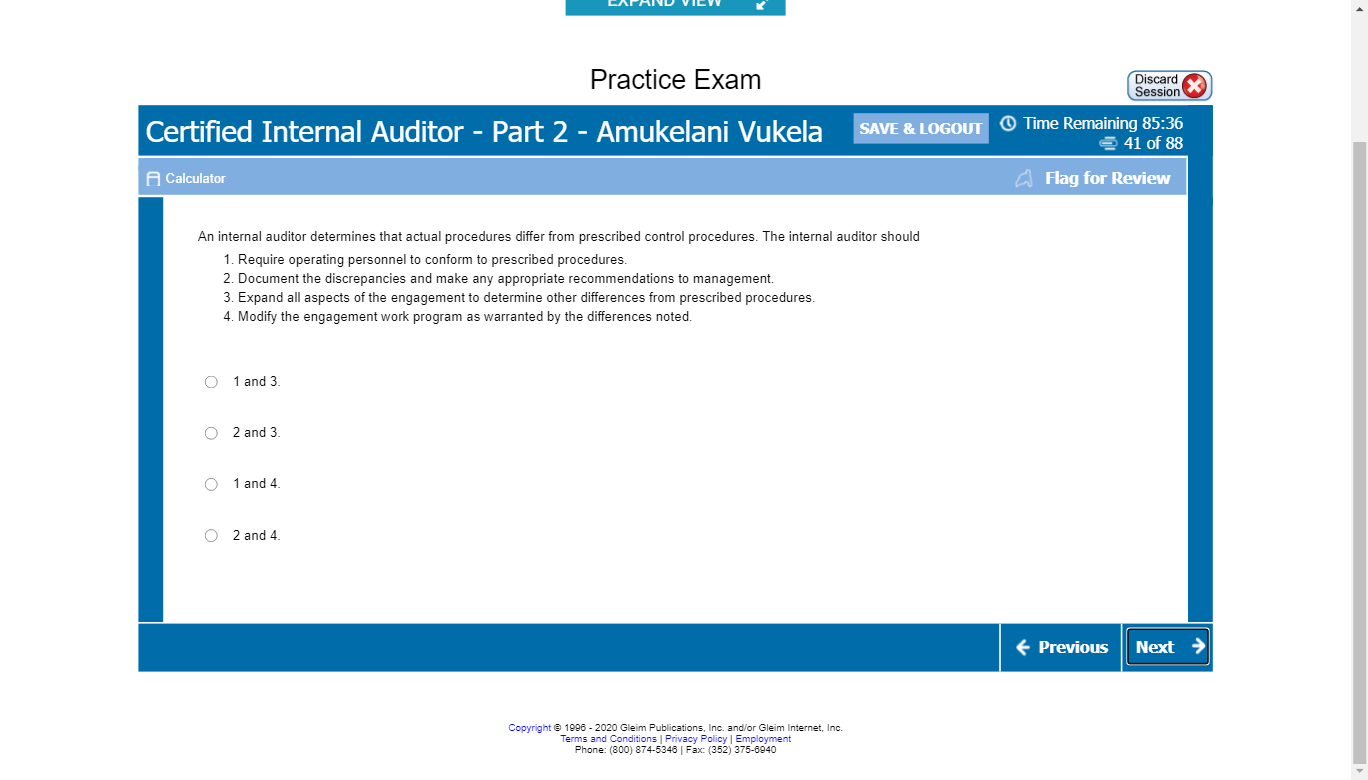 EXPAND VIEW
Practice Exam
Discard
Session
Certified Internal Auditor - Part 2 - Amukelani Vukela
SAVE & LOGOUT
Time Remaining 85:36
41 of 88
Calculator
Flag for Review
An internal auditor determines that actual procedures differ from prescribed control procedures. The internal auditor should
1. Require operating personnel to conform to prescribed procedures.
2. Document the discrepancies and make any appropriate recommendations to management.
3. Expand all aspects of the engagement to determine other differences from prescribed procedures.
4. Modify the engagement work program as warranted by the differences noted.
1 and 3.
2 and 3.
1 and 4.
2 and 4.
Previous
Next
Copyright © 1996 - 2020 Gleim Publications, Inc. and/or Gleim Internet, Inc.
Terms and Conditions | Privacy Policy | Employment
Phone: (800) 874-5346 | Fax: (352) 375-6940